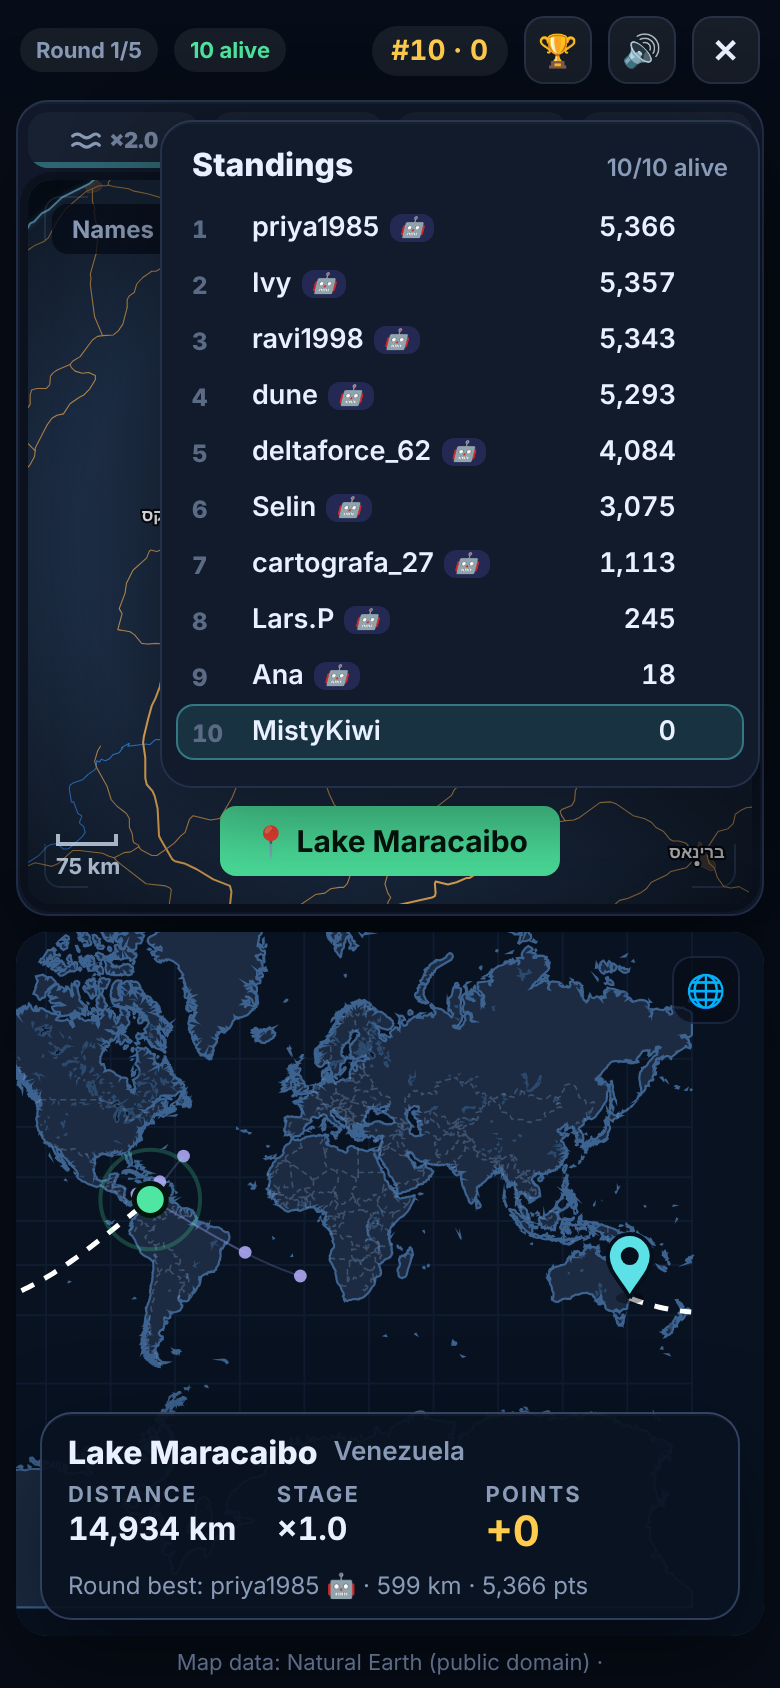 Round 1/5
10 alive
#10 · 0
×2.0
Names
Standings
10/10 alive
1 priya1985 5,366
2 Ivy 5,357
3 ravi1998 5,343
4 dune 5,293
5 deltaforce_62 4,084
6 Selin 3,075
7 cartografa_27 1,113
8 Lars.P 245
9 Ana 18
10 MistyKiwi 0
Lake Maracaibo
ברינאס
75 km
Lake Maracaibo Venezuela
DISTANCE STAGE POINTS
14,934 km ×1.0 +0
Round best: priya1985 · 599 km · 5,366 pts
Map data: Natural Earth (public domain) ·